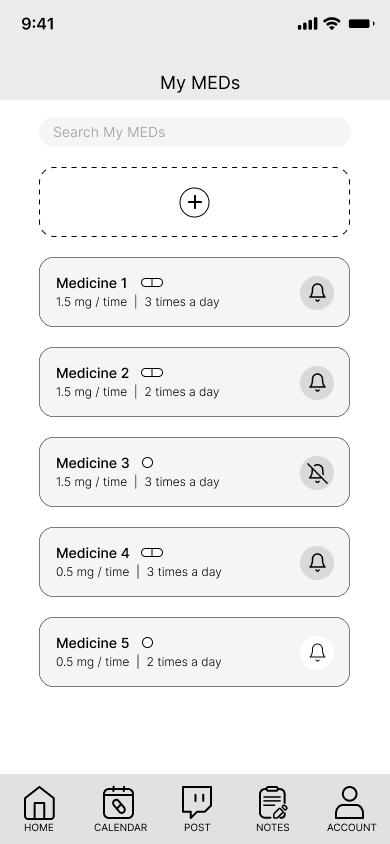 9:41
My MEDs
Search My MEDs
Medicine 1
1.5 mg / time | 3 times a day
Medicine 2
1.5 mg / time | 2 times a day
Medicine 3
1.5 mg / time | 3 times a day
Medicine 4
0.5 mg / time | 3 times a day
Medicine 5
0.5 mg / time | 2 times a day
HOME CALENDAR POST NOTES ACCOUNT